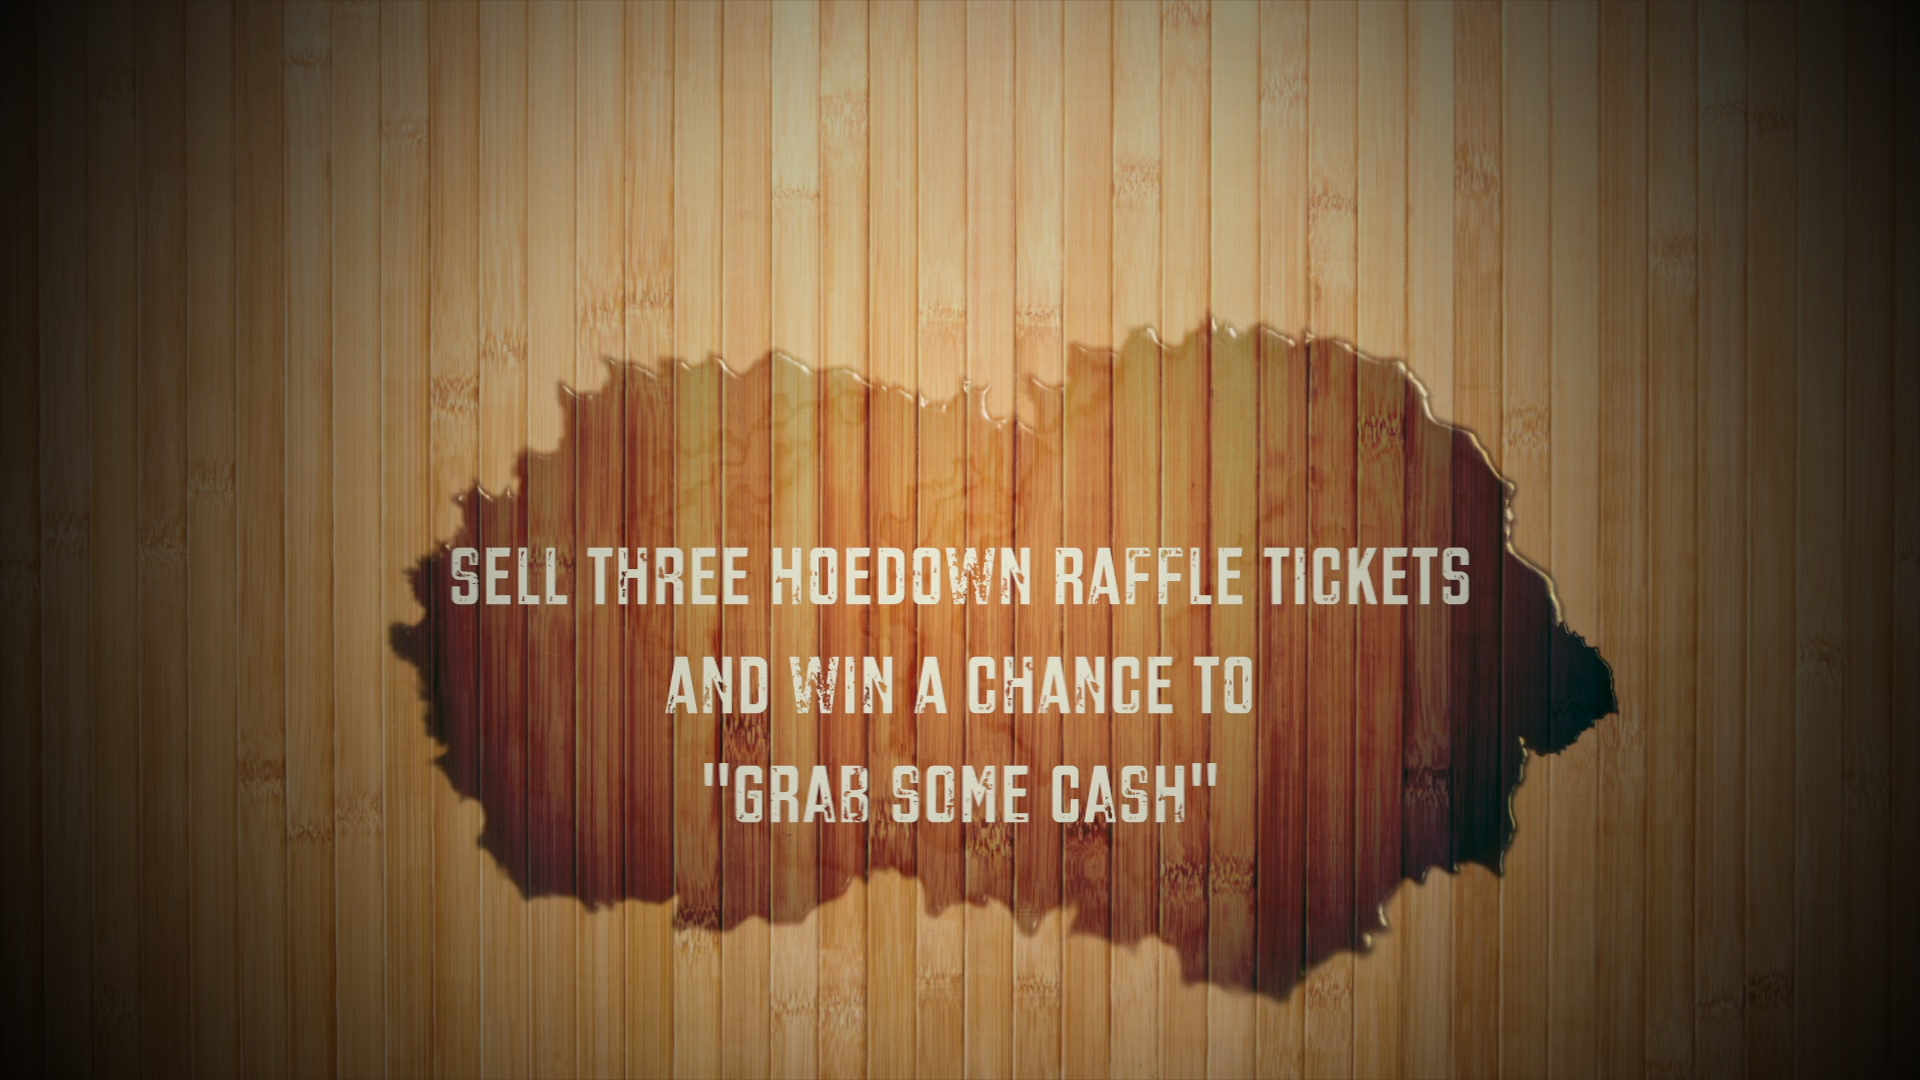 SELL THREE HOEDOWN RAFFLE TICKETS
AND WIN A CHANCE TO
"GRAB SOME CASH"